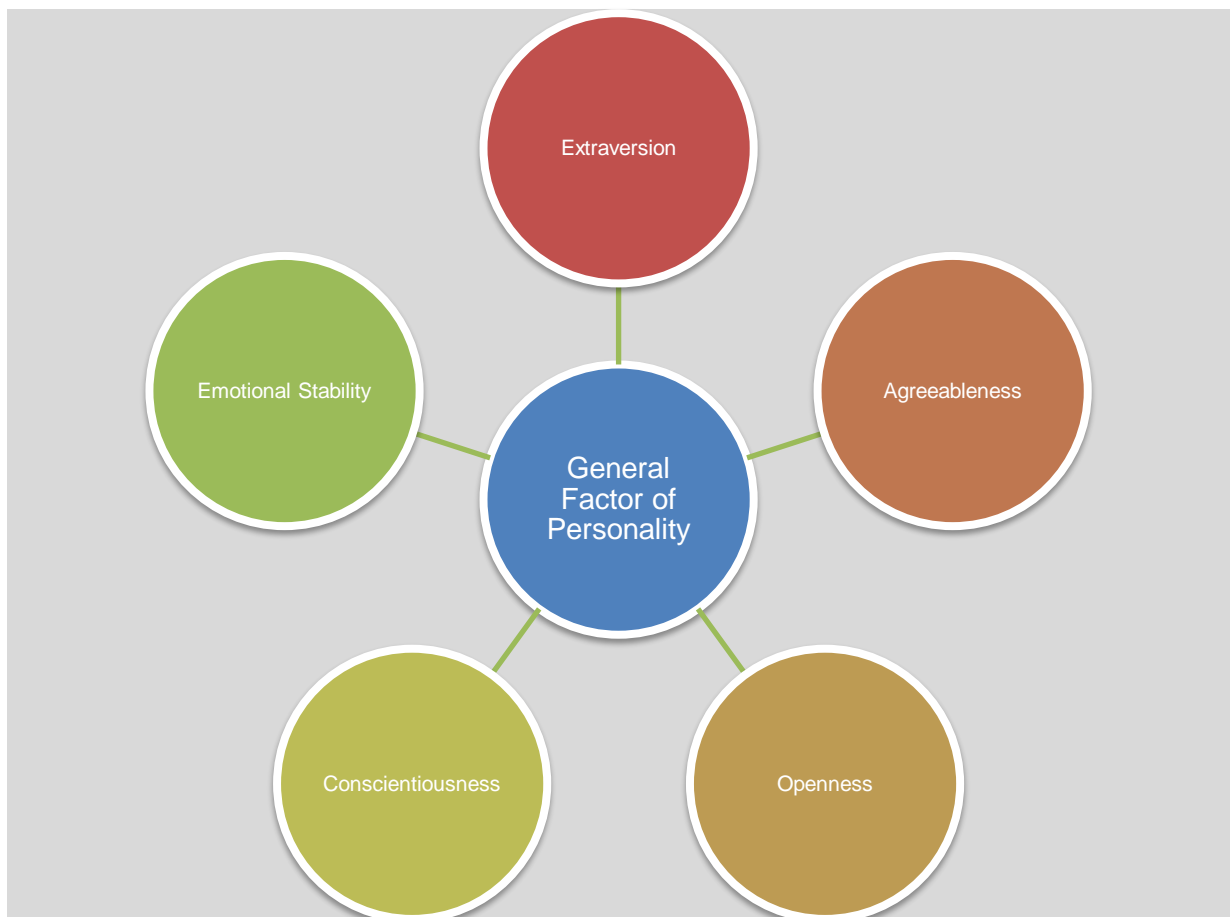 Extraversion
Emotional Stability
Agreeableness
General
Factor of
Personality
Conscientiousness
Openness